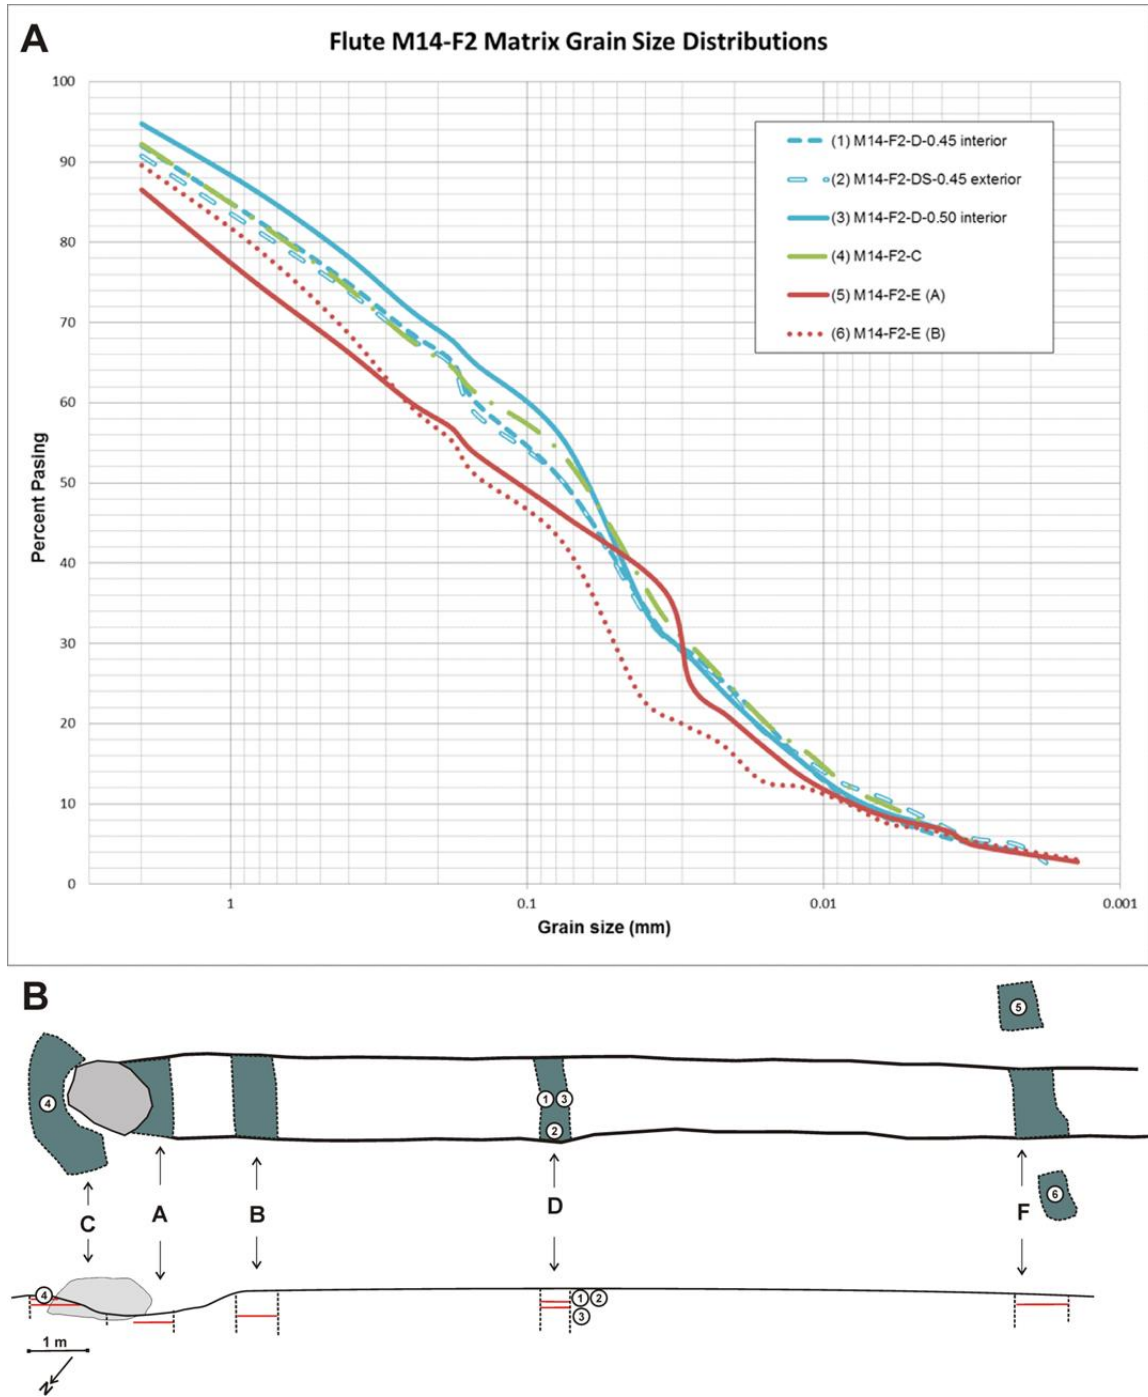 A
Flute M14-F2 Matrix Grain Size Distributions
100
90
80
70
60
50
40
30
20
10
0
Percent Pasing
(1) M14-F2-D-0.45 interior
(2) M14-F2-DS-0.45 exterior
(3) M14-F2-D-0.50 interior
(4) M14-F2-C
(5) M14-F2-E (A)
(6) M14-F2-E (B)
1 0.1 0.01 0.001
Grain size (mm)
B
5
4
1 3
2
6
C A B D F
4
1 2
3
1 m
N